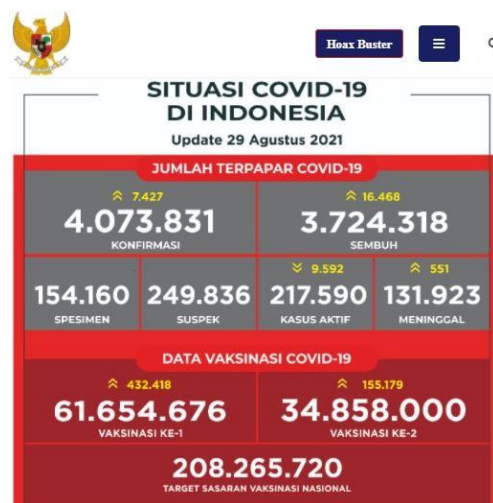 Hoax Buster
SITUASI COVID-19
DI INDONESIA
Update 29 Agustus 2021
JUMLAH TERPAPAR COVID-19
7.427
4.073.831
KONFIRMASI
16.468
3.724.318
SEMBUH
154.160
SPESIMEN
249.836
SUSPEK
9.592
217.590
KASUS AKTIF
551
131.923
MENINGGAL
DATA VAKSINASI COVID-19
432.418
61.654.676
VAKSINASI KE-1
155.179
34.858.000
VAKSINASI KE-2
208.265.720
TARGET SASARAN VAKSINASI NASIONAL